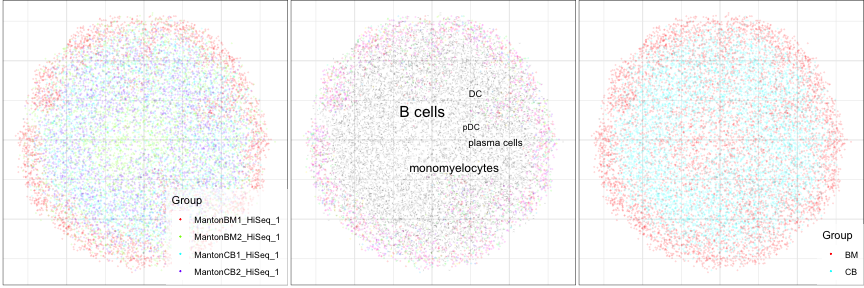 Group
MantonBM1_HiSeq_1
MantonBM2_HiSeq_1
MantonCB1_HiSeq_1
MantonCB2_HiSeq_1
DC
B cells
pDC
plasma cells
monomyelocytes
Group
BM
CB